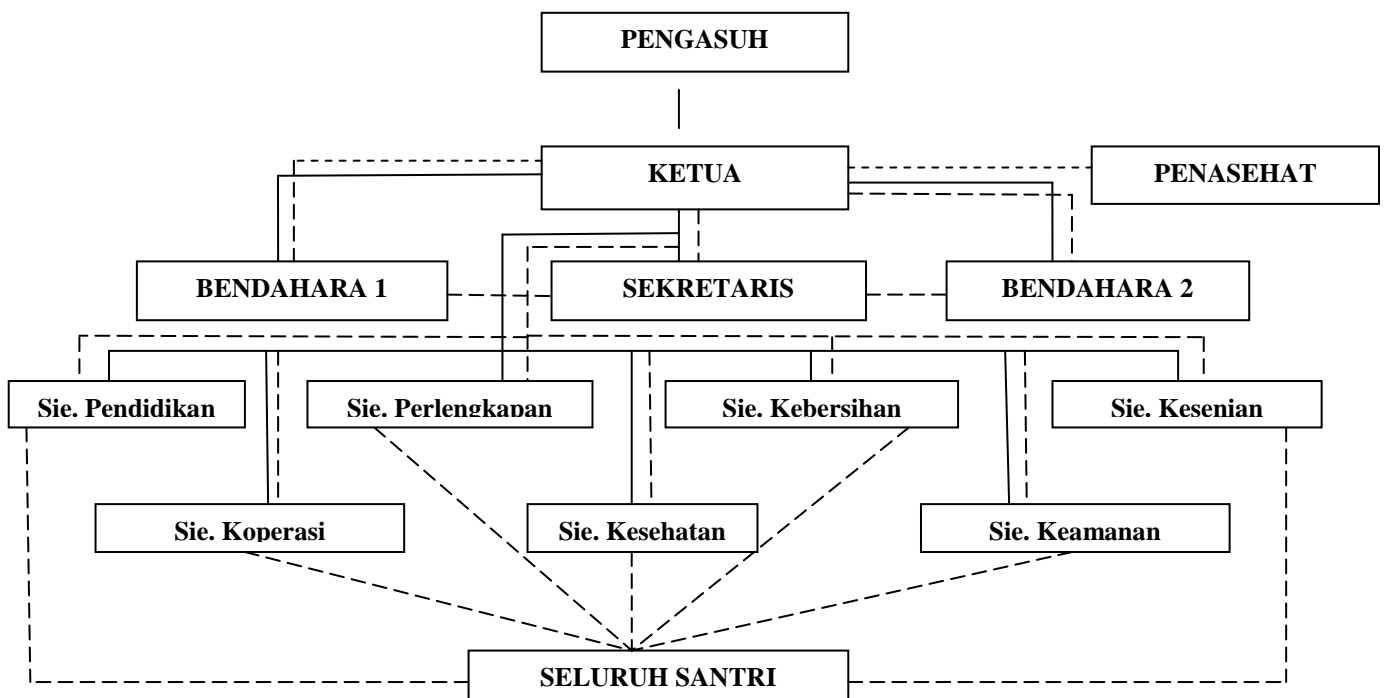 PENGASUH
KETUA
PENASEHAT
BENDAHARA 1
SEKRETARIS
BENDAHARA 2
Sie. Pendidikan
Sie. Perlengkapan
Sie. Kebersihan
Sie. Kesenian
Sie. Koperasi
Sie. Kesehatan
Sie. Keamanan
SELURUH SANTRI